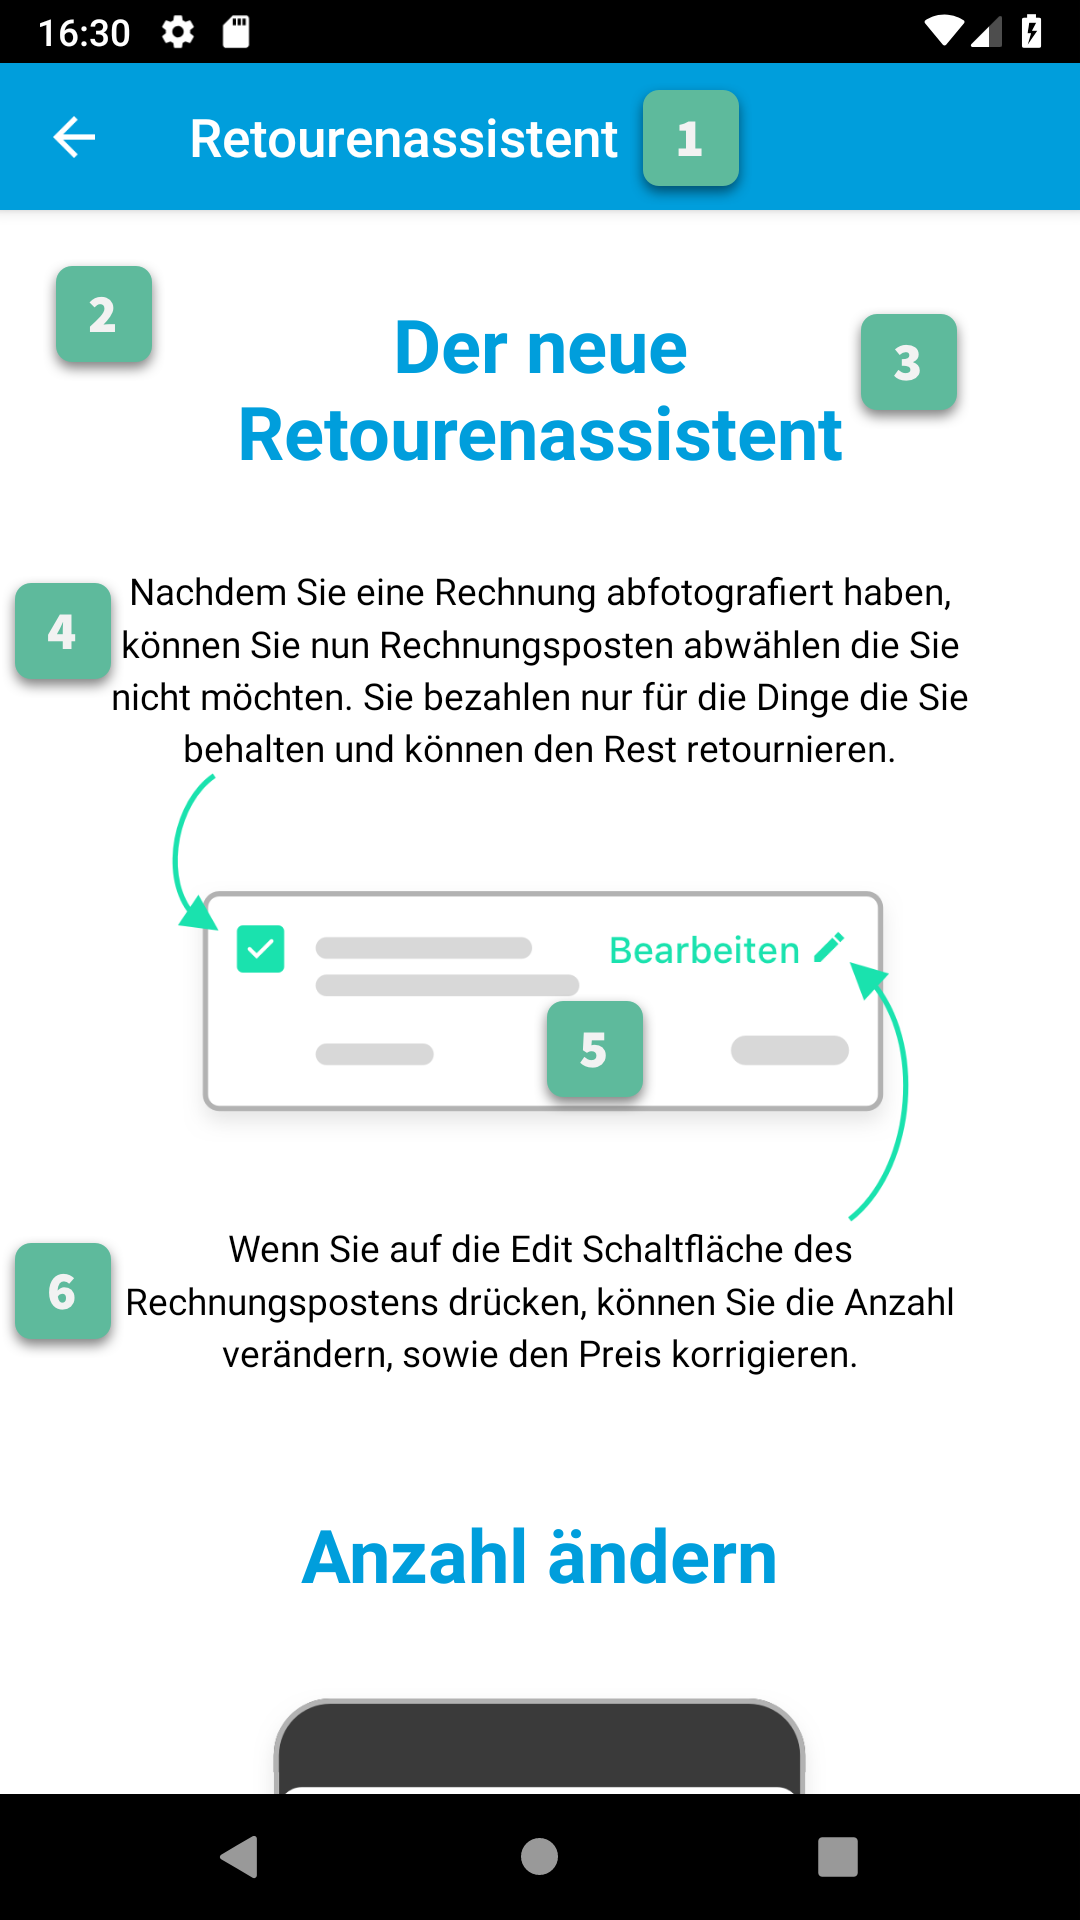 16:30
Retourenassistent 1
2
Der neue
3
Retourenassistent
Nachdem Sie eine Rechnung abfotografiert haben,
4
können Sie nun Rechnungsposten abwählen die Sie
nicht möchten. Sie bezahlen nur für die Dinge die Sie
behalten und können den Rest retournieren.
Bearbeiten
5
Wenn Sie auf die Edit Schaltfläche des
6
Rechnungspostens drücken, können Sie die Anzahl
verändern, sowie den Preis korrigieren.
Anzahl ändern